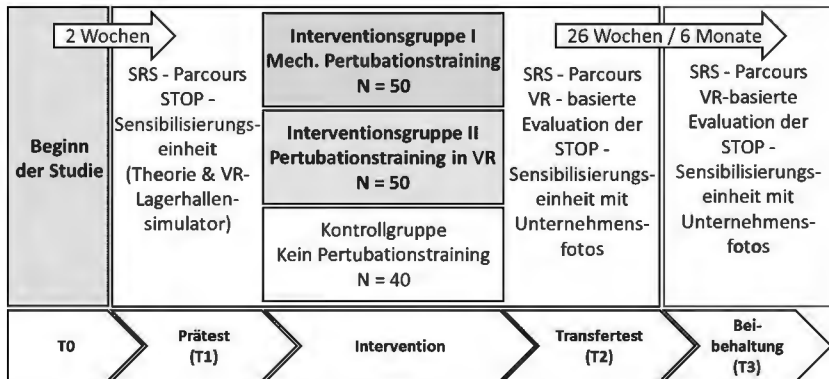 2 Wochen
Beginn
der Studie
SRS - Parcours
STOP -
Sensibilisierungs-
einheit
(Theorie & VR-
Lagerhallen-
simulator)
Interventionsgruppe I
Mech. Pertubationstraining
N = 50
Interventionsgruppe II
Pertubationstraining in VR
N = 50
Kontrollgruppe
Kein Pertubationstraining
N = 40
26 Wochen / 6 Monate
SRS - Parcours
VR - basierte
Evaluation der
STOP -
Sensibilisierungs-
einheit mit
Unternehmens-
fotos
SRS - Parcours
VR-basierte
Evaluation der
STOP -
Sensibilisierungs-
einheit mit
Unternehmens-
fotos
T0
Prätest
(T1)
Intervention
Transfertest
(T2)
Bei-
behaltung
(T3)